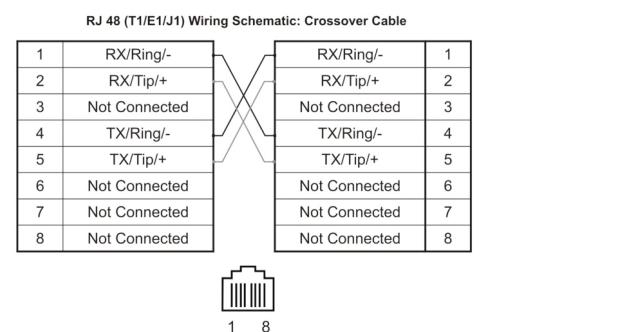 RJ 48 (T1/E1/J1) Wiring Schematic: Crossover Cable
1 RX/Ring/- RX/Ring/- 1
2 RX/Tip/+ RX/Tip/+ 2
3 Not Connected Not Connected 3
4 TX/Ring/- TX/Ring/- 4
5 TX/Tip/+ TX/Tip/+ 5
6 Not Connected Not Connected 6
7 Not Connected Not Connected 7
8 Not Connected Not Connected 8
1 8